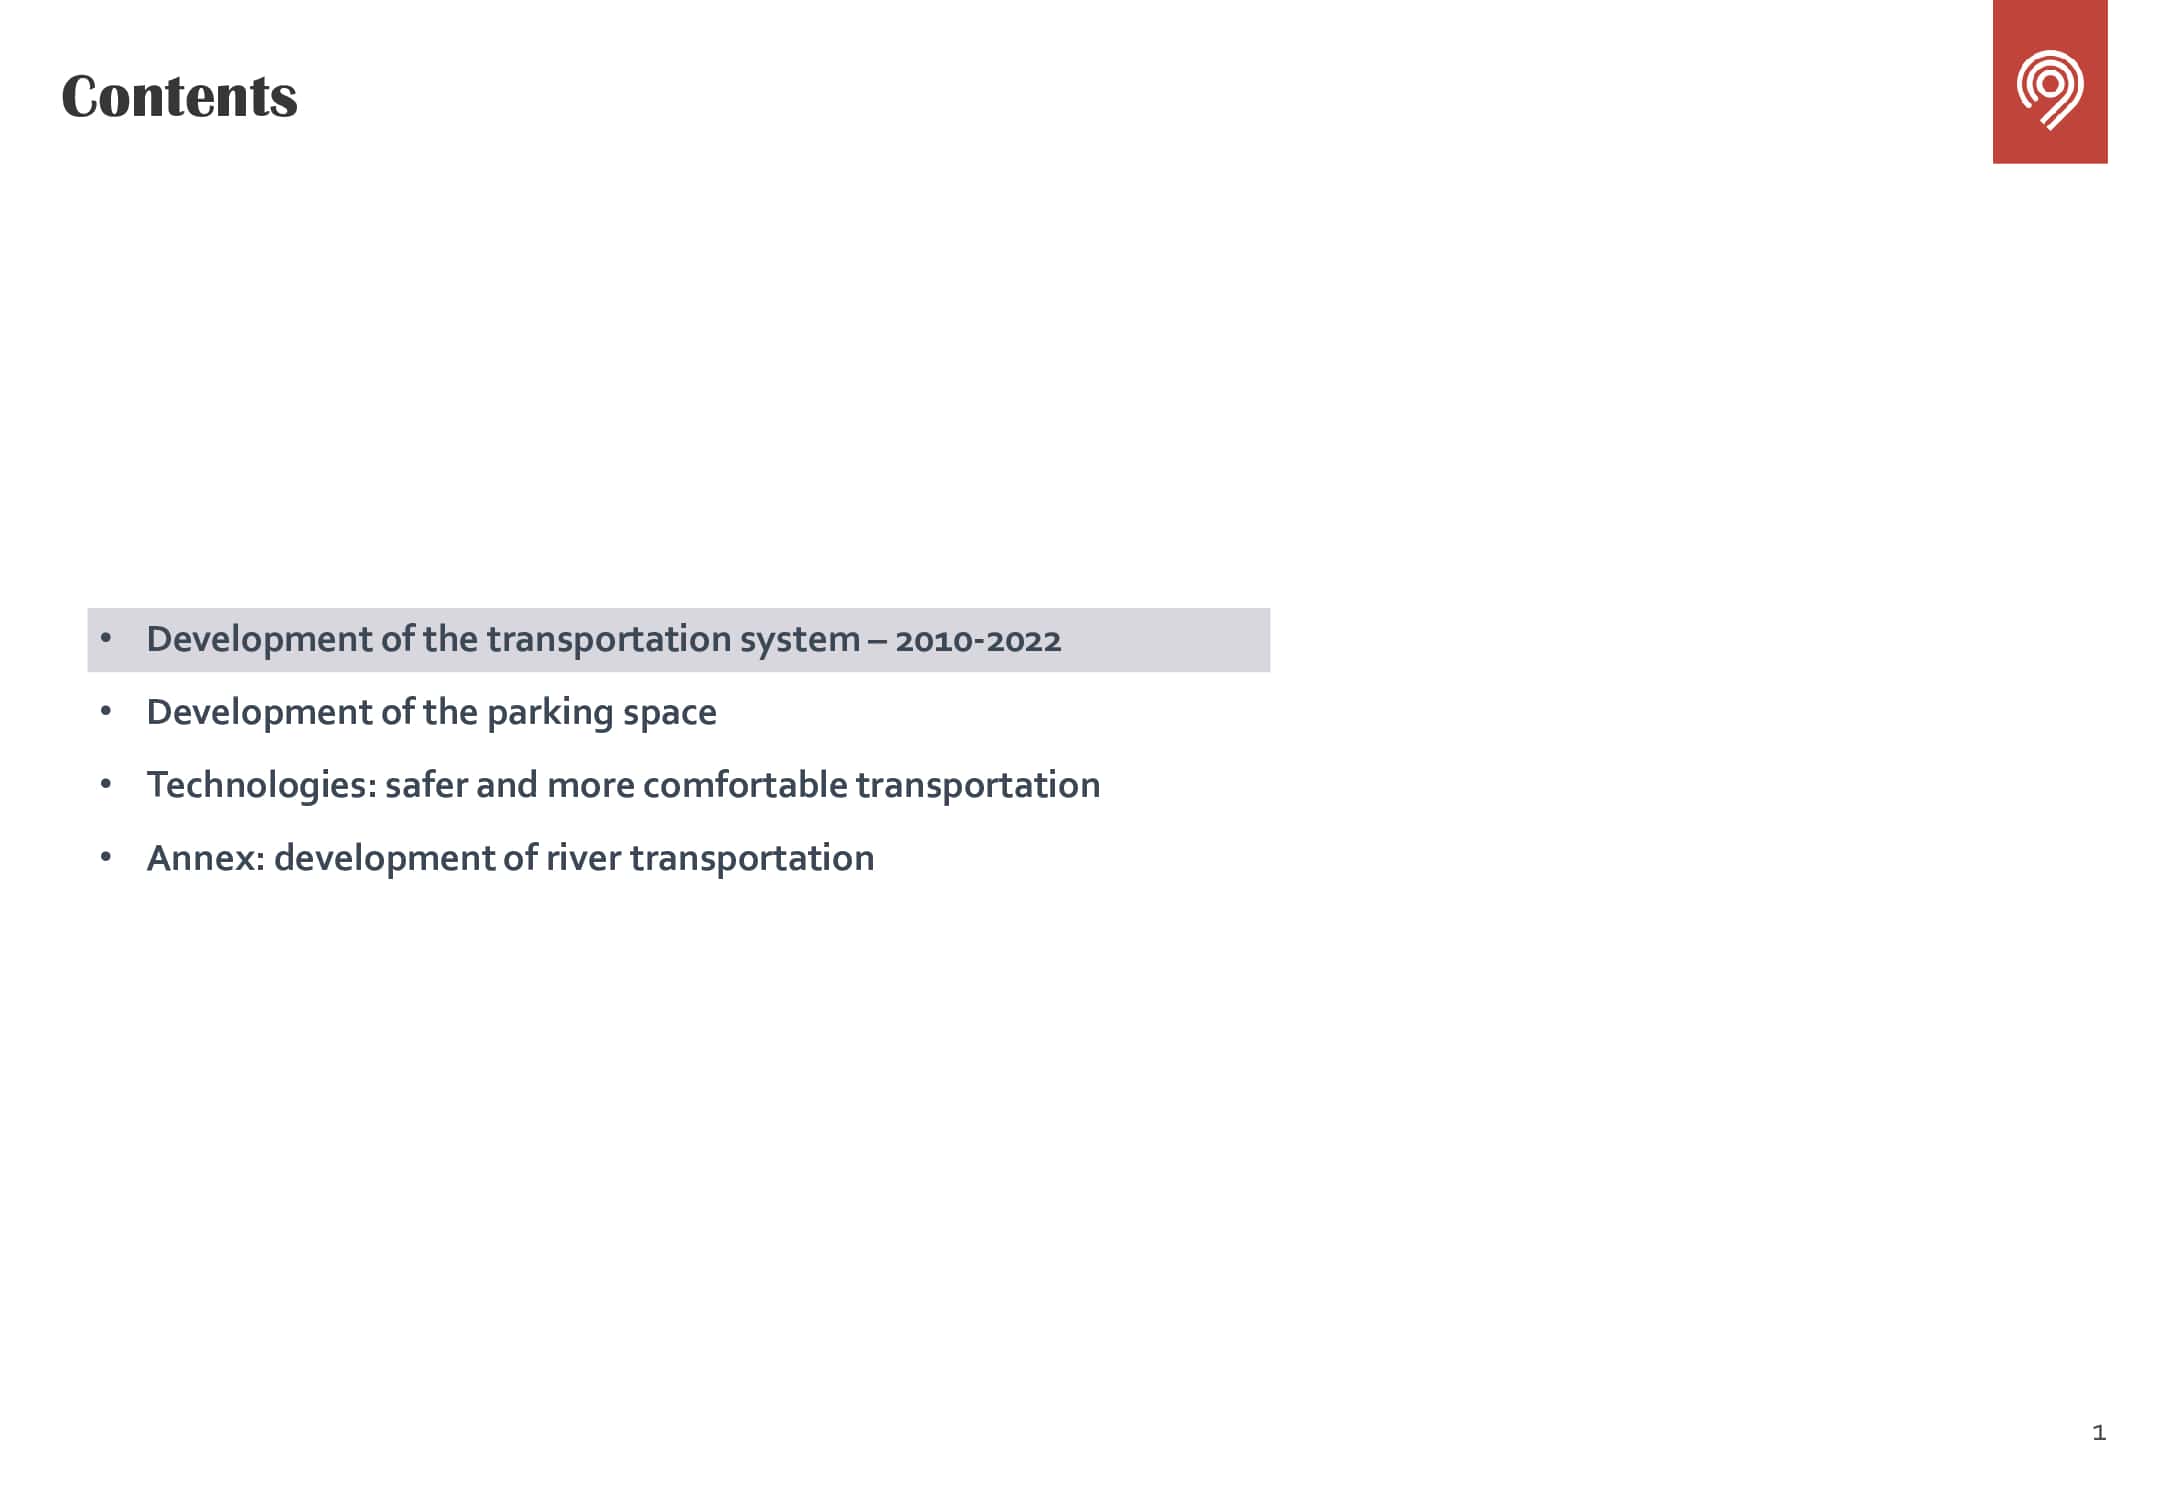 Contents
• Development of the transportation system – 2010-2022
• Development of the parking space
• Technologies: safer and more comfortable transportation
• Annex: development of river transportation
1